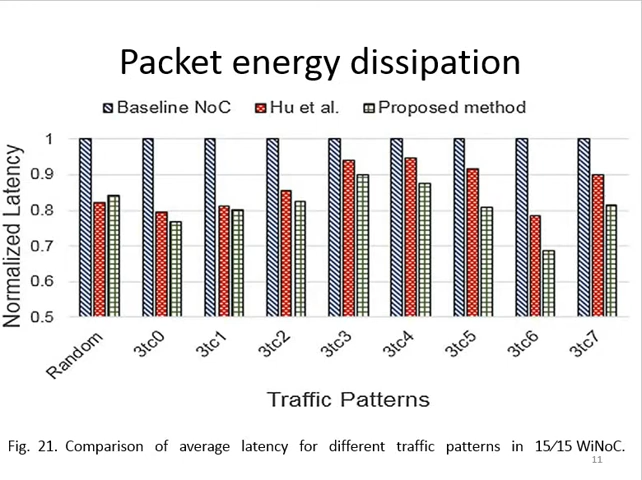 Packet energy dissipation
Baseline NoC Hu et al. Proposed method
Normalized Latency
1
0.9
0.8
0.7
0.6
0.5
Random 3tc0 3tc1 3tc2 3tc3 3tc4 3tc5 3tc6 3tc7
Traffic Patterns
Fig. 21. Comparison of average latency for different traffic patterns in 15/15 WiNoC.
11